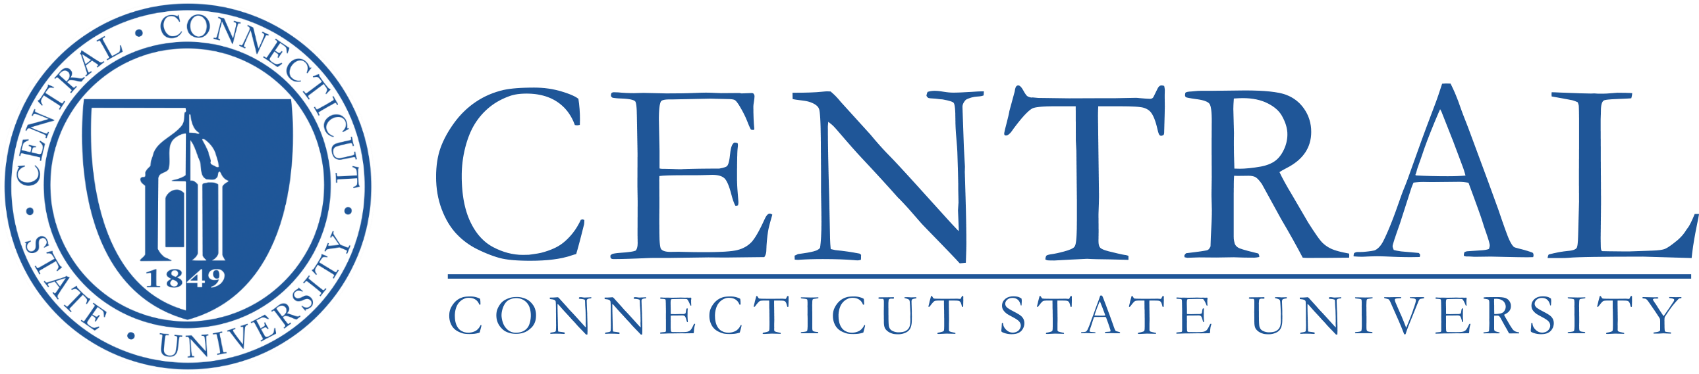 CENTRAL • CONNECTICUT • STATE • UNIVERSITY
1849
CENTRAL
CONNECTICUT STATE UNIVERSITY